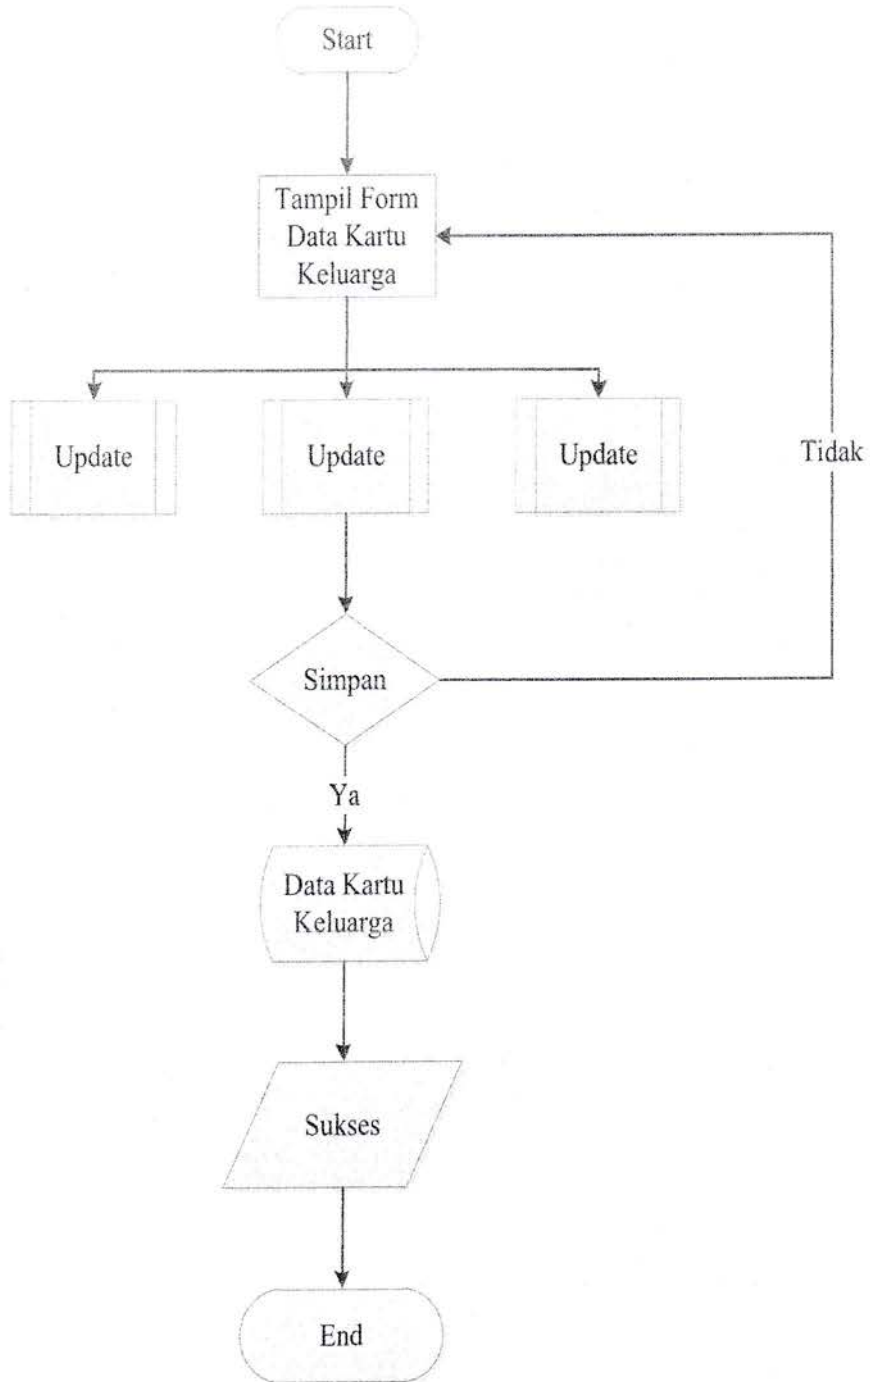 Start
Tampil Form
Data Kartu
Keluarga
Update
Update
Update
Tidak
Simpan
Ya
Data Kartu
Keluarga
Sukses
End